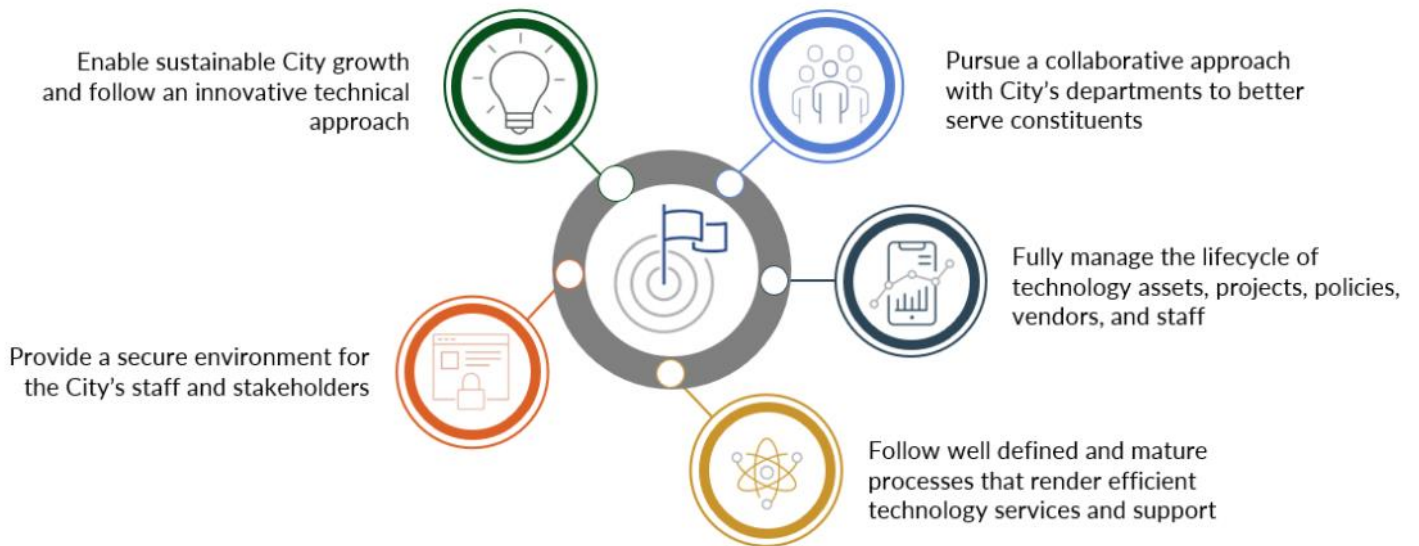 Enable sustainable City growth
and follow an innovative technical
approach
Pursue a collaborative approach
with City's departments to better
serve constituents
Fully manage the lifecycle of
technology assets, projects, policies,
vendors, and staff
Provide a secure environment for
the City’s staff and stakeholders
Follow well defined and mature
processes that render efficient
technology services and support